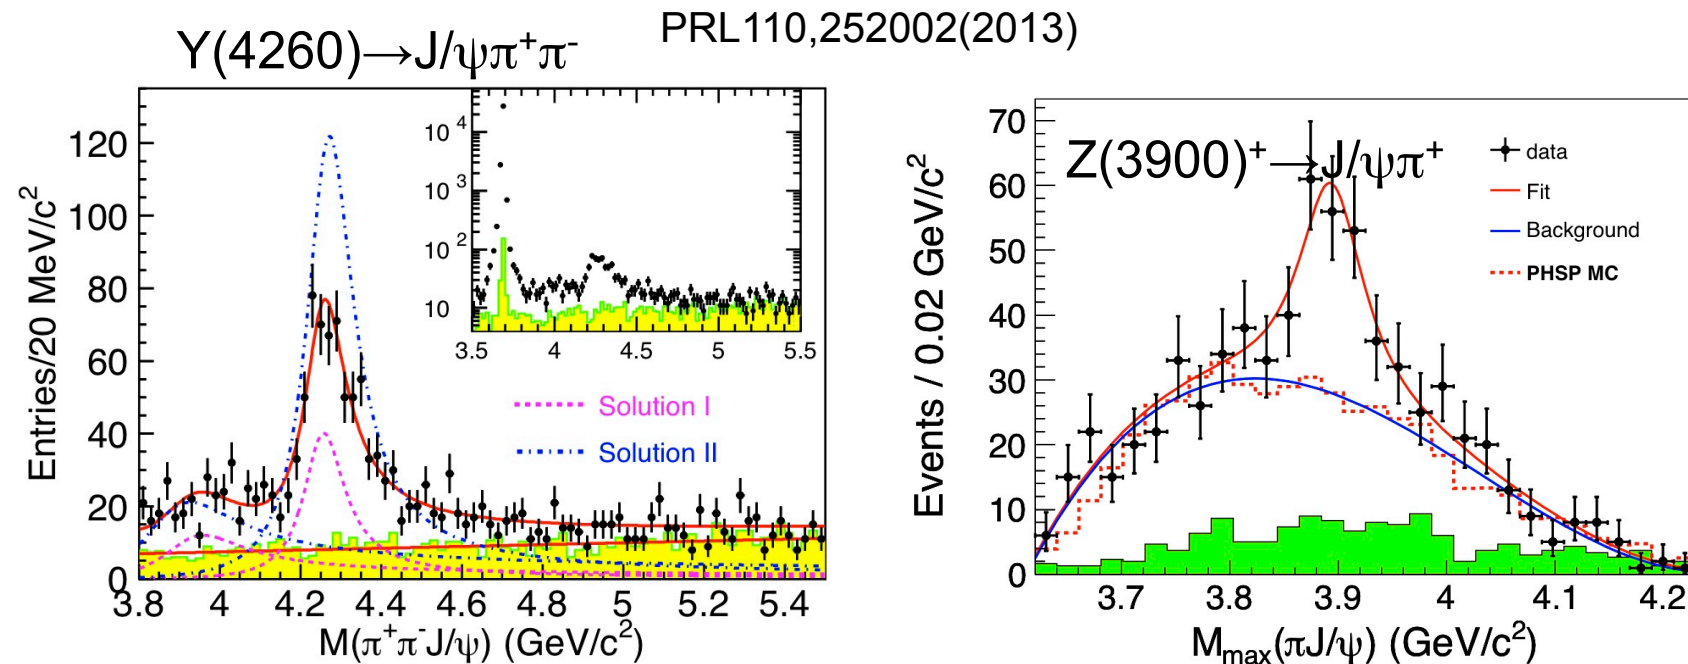 PRL110,252002(2013)
Y(4260)→J/ψπ⁺π⁻
Entries/20 MeV/c²
120
100
80
60
40
20
0
3.8 4 4.2 4.4 4.6 4.8 5 5.2 5.4
M(π⁺π⁻J/ψ) (GeV/c²)
10⁴
10³
10²
10
3.5 4 4.5 5 5.5
Solution I
Solution II
Z(3900)⁺→J/ψπ⁺
data
Fit
Background
PHSP MC
Events / 0.02 GeV/c²
70
60
50
40
30
20
10
0
3.7 3.8 3.9 4 4.1 4.2
M_max(πJ/ψ) (GeV/c²)